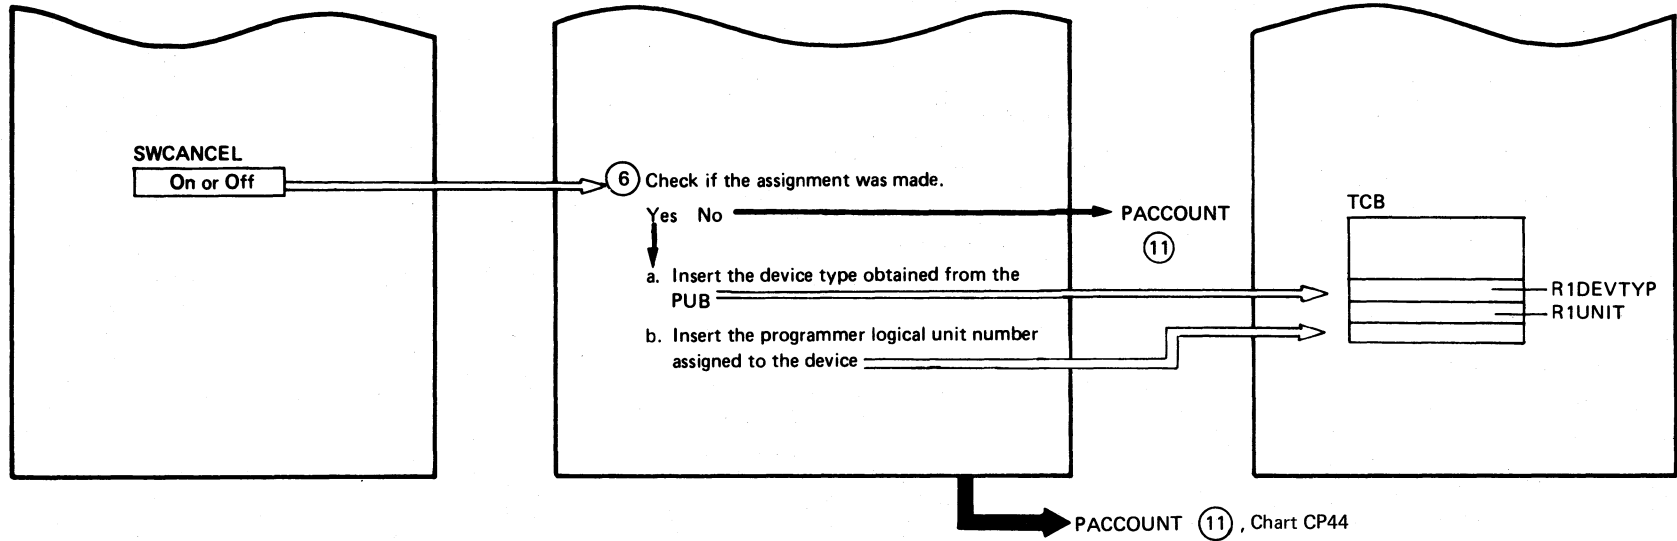 SWCANCEL
On or Off
6 Check if the assignment was made.
Yes No
PACCOUNT
11
a. Insert the device type obtained from the
PUB
b. Insert the programmer logical unit number
assigned to the device
TCB
R1DEVTYP
R1UNIT
PACCOUNT 11 , Chart CP44